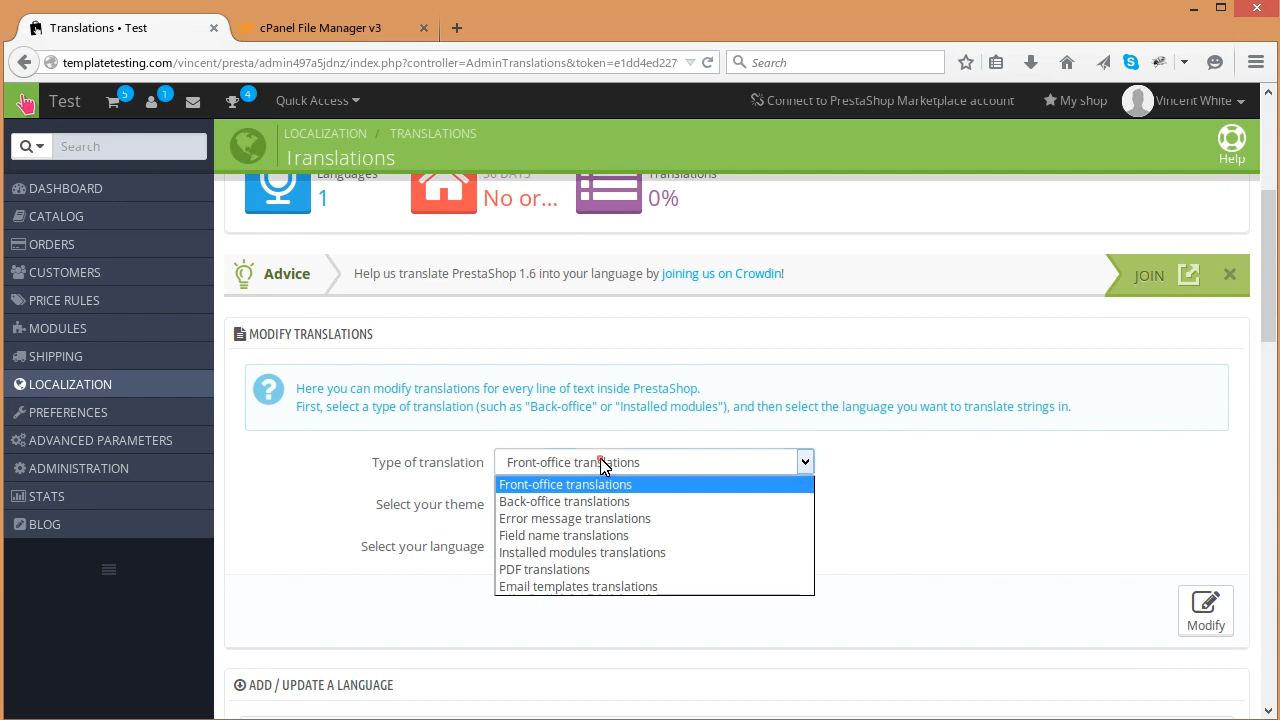 Translations • Test
cPanel File Manager v3
templatetesting.com/vincent/presta/admin497a5jdnz/index.php?controller=AdminTranslations&token=e1dd4ed227
Search
Test
5
1
4
Quick Access
Connect to PrestaShop Marketplace account
My shop
Vincent White
Search
LOCALIZATION / TRANSLATIONS
Translations
Help
DASHBOARD
CATALOG
ORDERS
CUSTOMERS
PRICE RULES
MODULES
SHIPPING
LOCALIZATION
PREFERENCES
ADVANCED PARAMETERS
ADMINISTRATION
STATS
BLOG
Languages
1
30 DAYS
No or...
Translations
0%
Advice
Help us translate PrestaShop 1.6 into your language by joining us on Crowdin!
JOIN
MODIFY TRANSLATIONS
Here you can modify translations for every line of text inside PrestaShop.
First, select a type of translation (such as "Back-office" or "Installed modules"), and then select the language you want to translate strings in.
Type of translation
Front-office translations
Front-office translations
Back-office translations
Error message translations
Field name translations
Installed modules translations
PDF translations
Email templates translations
Select your theme
Select your language
Modify
ADD / UPDATE A LANGUAGE